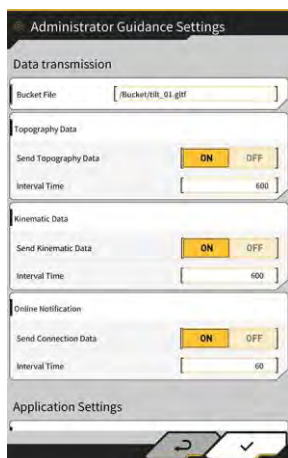 Administrator Guidance Settings
Data transmission
Bucket File [ /Bucket/tilt_01.gltf ]
Topography Data
Send Topography Data ON OFF
Interval Time [ 600 ]
Kinematic Data
Send Kinematic Data ON OFF
Interval Time [ 600 ]
Online Notification
Send Connection Data ON OFF
Interval Time [ 60 ]
Application Settings